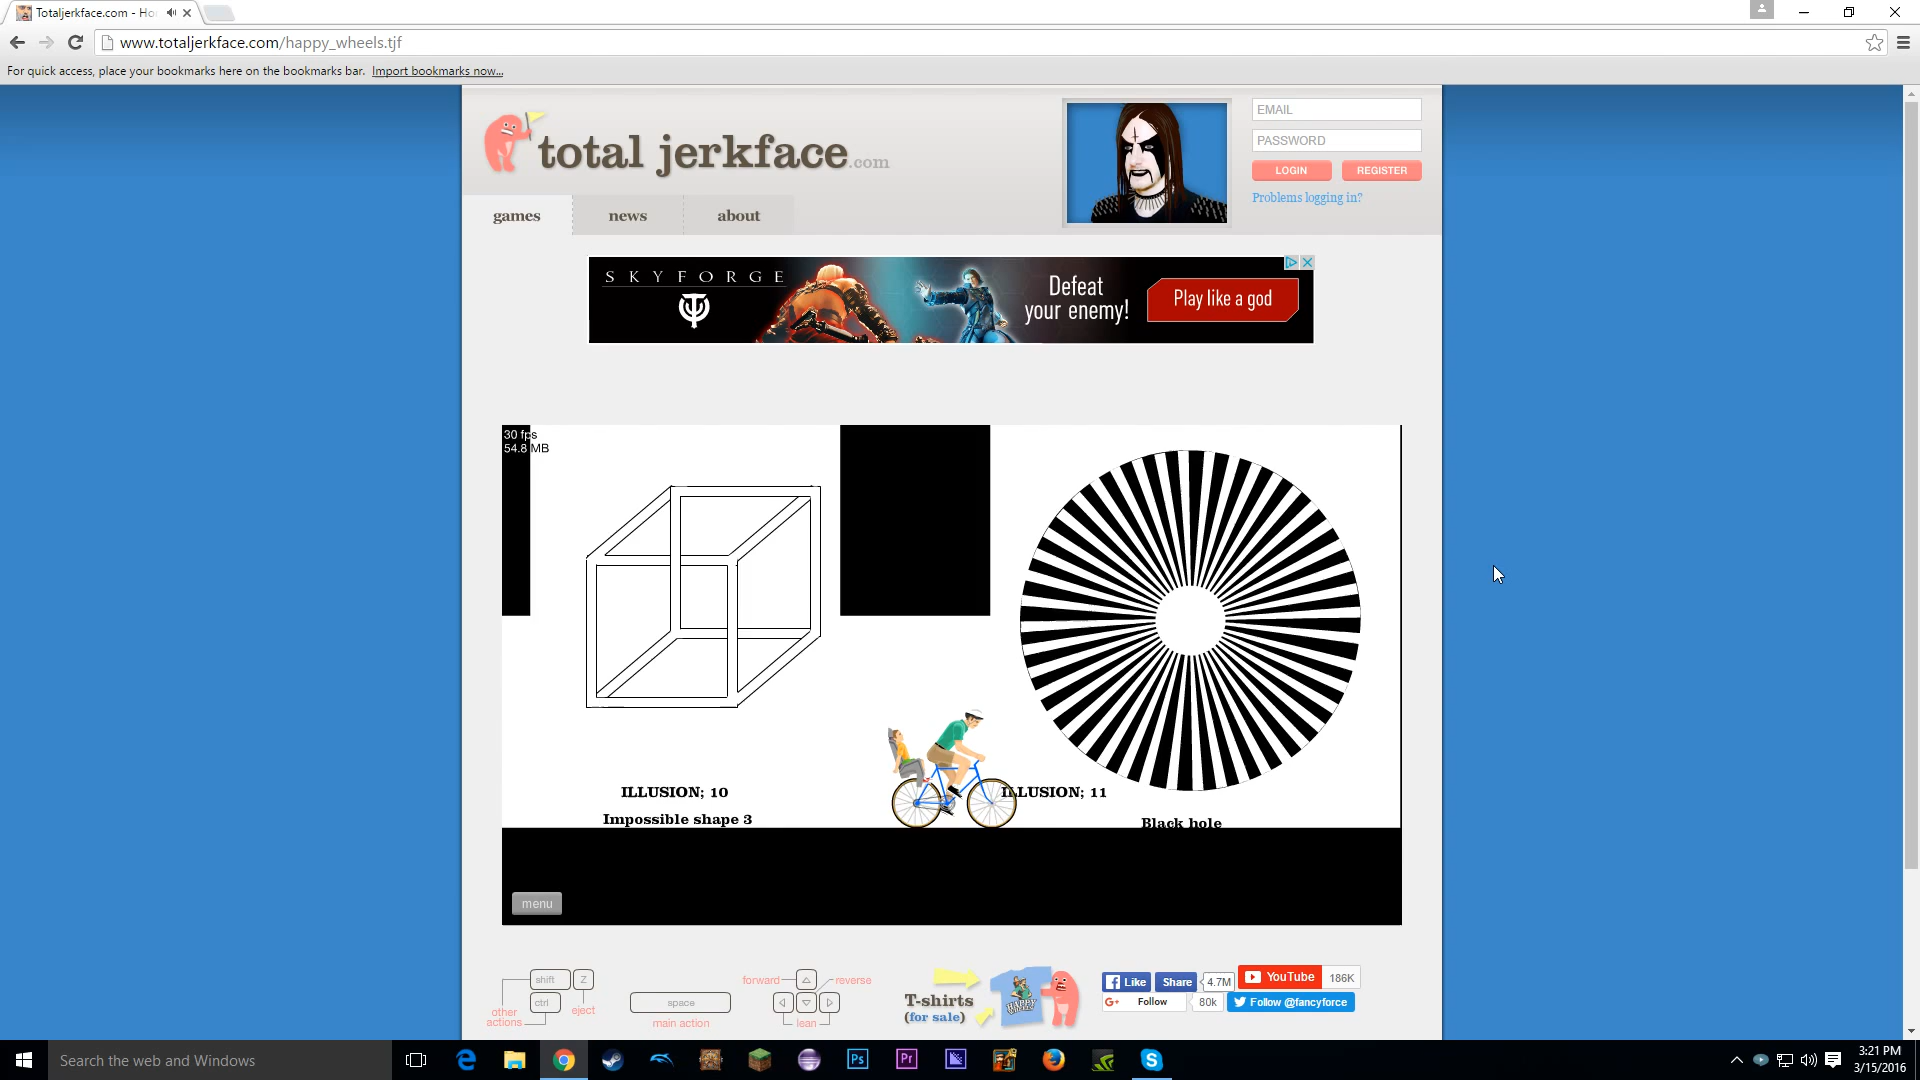 Totaljerkface.com - Ho
www.totaljerkface.com/happy_wheels.tjf
For quick access, place your bookmarks here on the bookmarks bar. Import bookmarks now...
total jerkface.com
EMAIL
PASSWORD
LOGIN REGISTER
Problems logging in?
games news about
SKYFORGE
Defeat
your enemy!
Play like a god
30 fps
54.8 MB
ILLUSION; 10
Impossible shape 3
ILLUSION; 11
Black hole
menu
shift Z
ctrl
other
actions
eject
space
main action
forward reverse
lean
T-shirts
(for sale)
HAPPY
WHEELS
Like Share 4.7M
YouTube 186K
G+ Follow 80k
Follow @fancyforce
Search the web and Windows
Ps
Pr
3:21 PM
3/15/2016